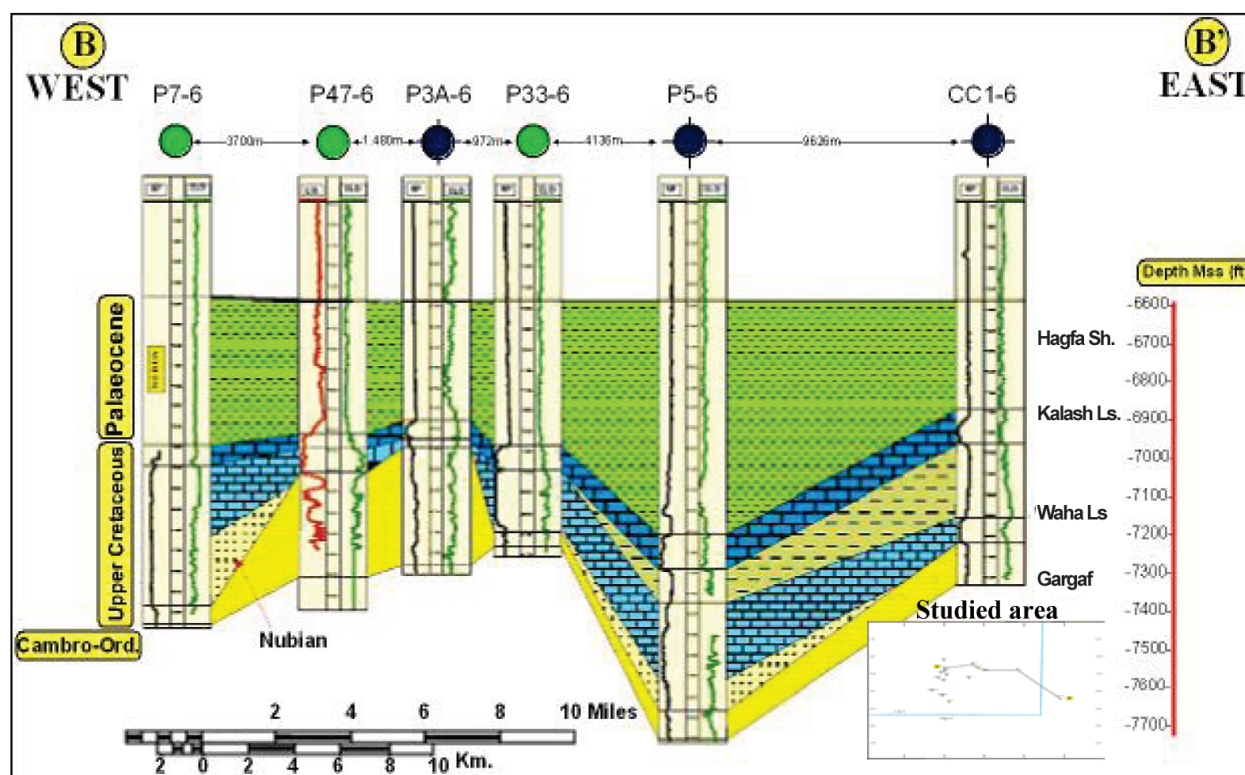 B
WEST
B'
EAST
P7-6
P47-6
P3A-6
P33-6
P5-6
CC1-6
3700m
1.480m
972m
4136m
9626m
Depth Mss (ft
-6600
-6700
-6800
-6900
-7000
-7100
-7200
-7300
-7400
-7500
-7600
-7700
Palaeocene
Upper Cretaceous
Cambro-Ord.
Hagfa Sh.
Kalash Ls.
Waha Ls
Gargaf
Nubian
Studied area
2 4 6 8 10 Miles
2 0 2 4 6 8 10 Km.